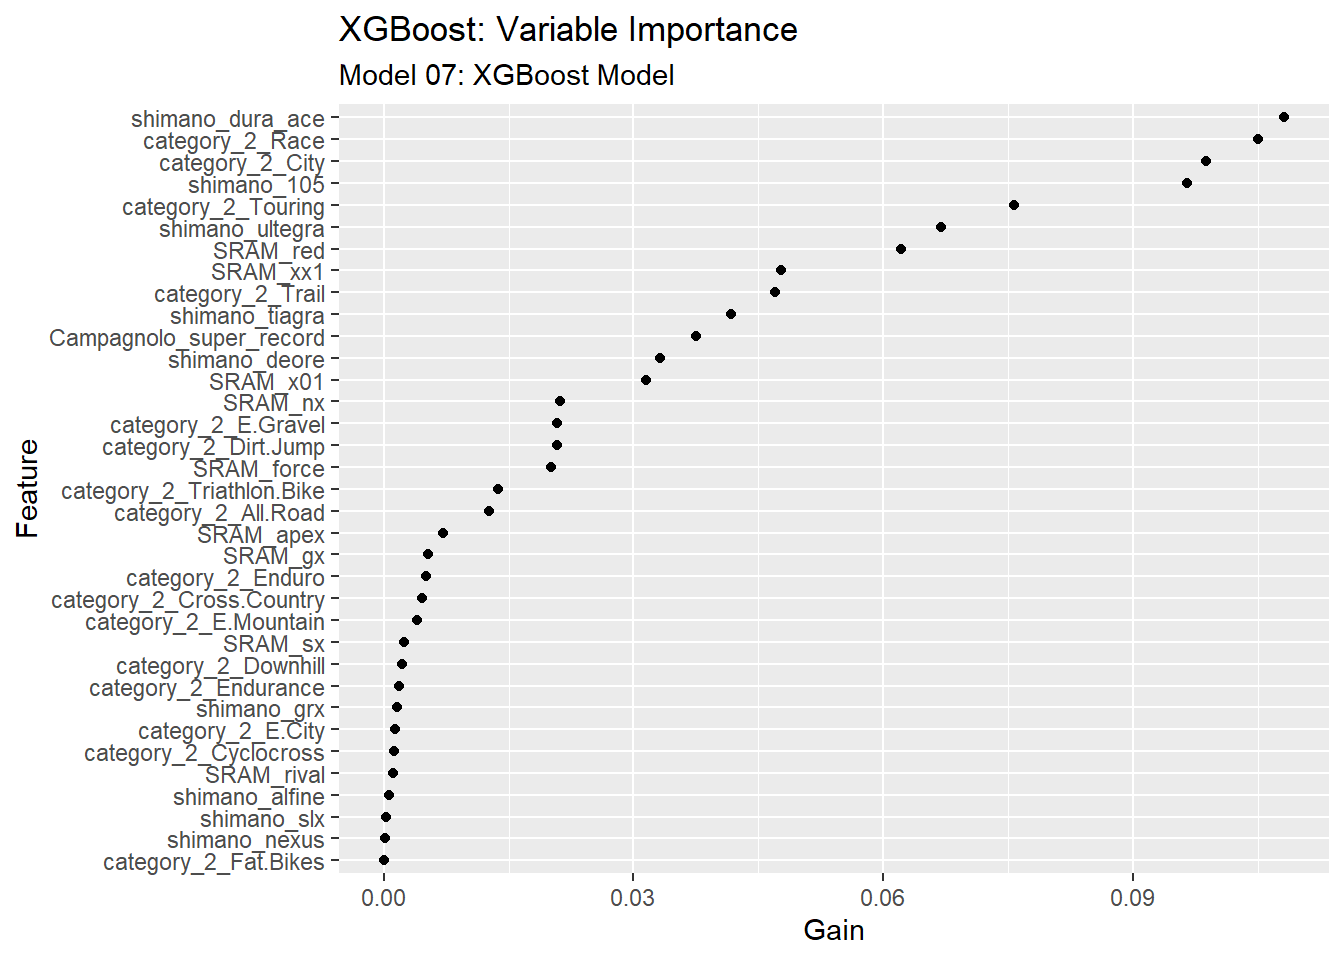 XGBoost: Variable Importance
Model 07: XGBoost Model
shimano_dura_ace
category_2_Race
category_2_City
shimano_105
category_2_Touring
shimano_ultegra
SRAM_red
SRAM_xx1
category_2_Trail
shimano_tiagra
Campagnolo_super_record
shimano_deore
SRAM_x01
SRAM_nx
category_2_E.Gravel
category_2_Dirt.Jump
SRAM_force
category_2_Triathlon.Bike
category_2_All.Road
SRAM_apex
SRAM_gx
category_2_Enduro
category_2_Cross.Country
category_2_E.Mountain
SRAM_sx
category_2_Downhill
category_2_Endurance
shimano_grx
category_2_E.City
category_2_Cyclocross
SRAM_rival
shimano_alfine
shimano_slx
shimano_nexus
category_2_Fat.Bikes
Feature
0.00 0.03 0.06 0.09
Gain